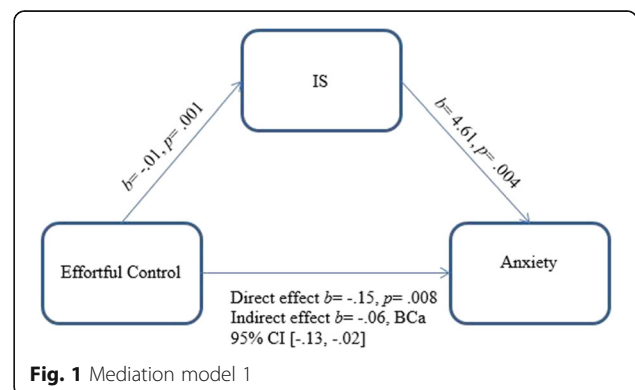 IS
b= -.01, p= .001
b= 4.61, p= .004
Effortful Control
Anxiety
Direct effect b= -.15, p= .008
Indirect effect b= -.06, BCa
95% CI [-.13, -.02]
Fig. 1 Mediation model 1